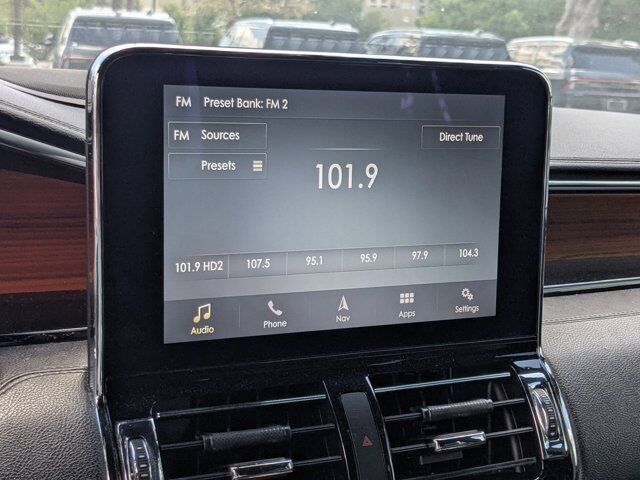 FM Preset Bank: FM 2
FM Sources
Direct Tune
Presets
101.9
101.9 HD2 107.5 95.1 95.9 97.9 104.3
Audio Phone Nav Apps Settings